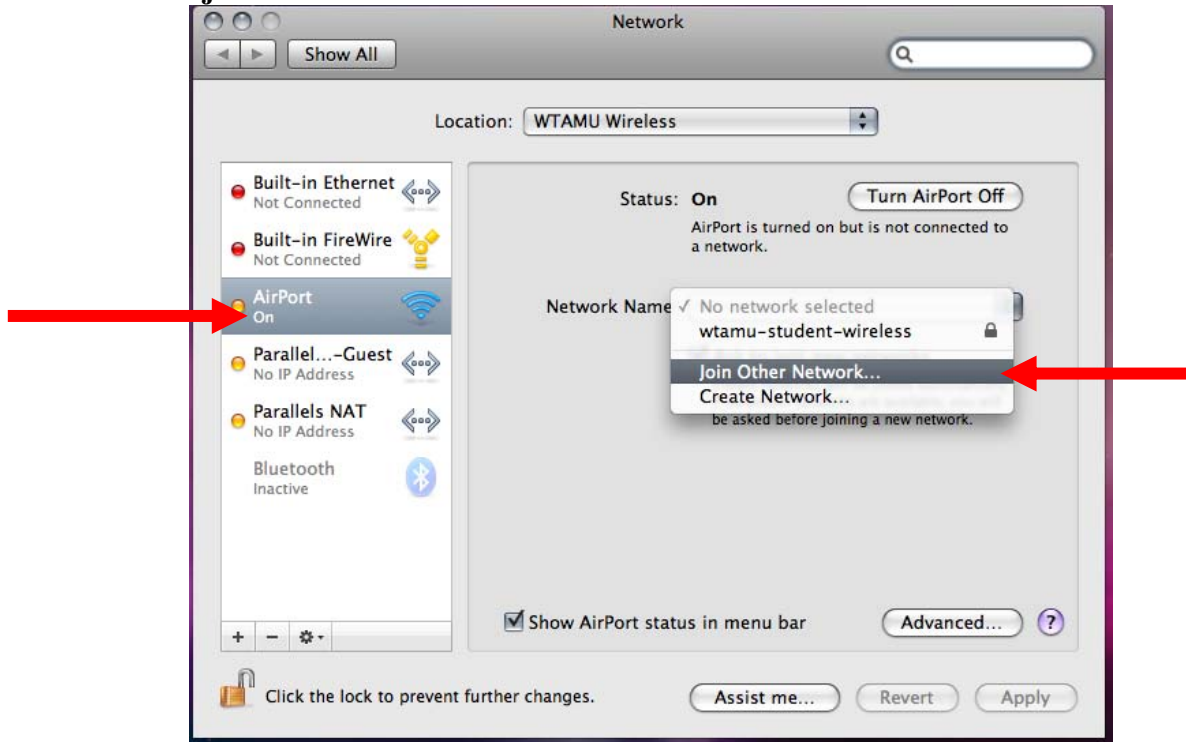 Network
Show All
Location: WTAMU Wireless
Built-in Ethernet
Not Connected
Built-in FireWire
Not Connected
AirPort
On
Parallel...-Guest
No IP Address
Parallels NAT
No IP Address
Bluetooth
Inactive
Status: On
Turn AirPort Off
AirPort is turned on but is not connected to
a network.
Network Name
✓ No network selected
wtamu-student-wireless
Join Other Network...
Create Network...
be asked before joining a new network.
Show AirPort status in menu bar
Advanced... ?
+ -
Click the lock to prevent further changes.
Assist me... Revert Apply